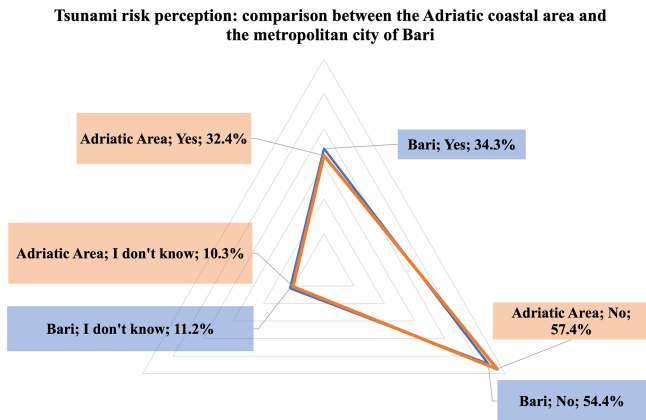 Tsunami risk perception: comparison between the Adriatic coastal area and
the metropolitan city of Bari
Adriatic Area; Yes; 32.4%
Bari; Yes; 34.3%
Adriatic Area; I don't know; 10.3%
Bari; I don't know; 11.2%
Adriatic Area; No;
57.4%
Bari; No; 54.4%